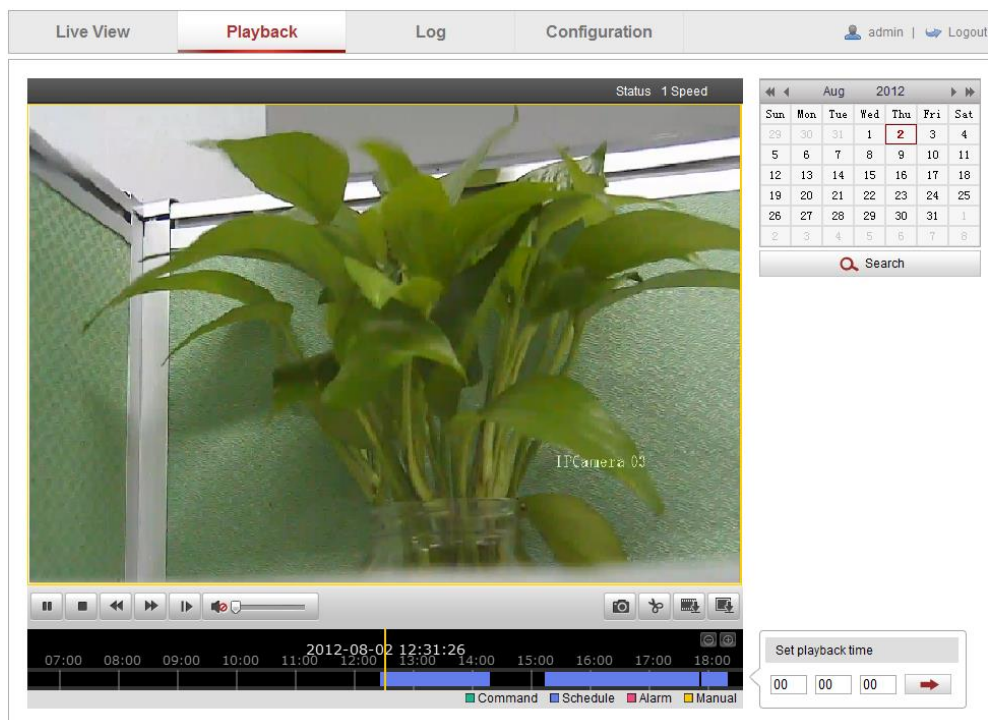 Live View Playback Log Configuration admin | Logout
Status 1 Speed
Aug 2012
Sun Mon Tue Wed Thu Fri Sat
29 30 31 1 2 3 4
5 6 7 8 9 10 11
12 13 14 15 16 17 18
19 20 21 22 23 24 25
26 27 28 29 30 31 1
2 3 4 5 6 7 8
Search
IPCamera 03
2012-08-02 12:31:26
07:00 08:00 09:00 10:00 11:00 12:00 13:00 14:00 15:00 16:00 17:00 18:00
Command Schedule Alarm Manual
Set playback time
00 00 00